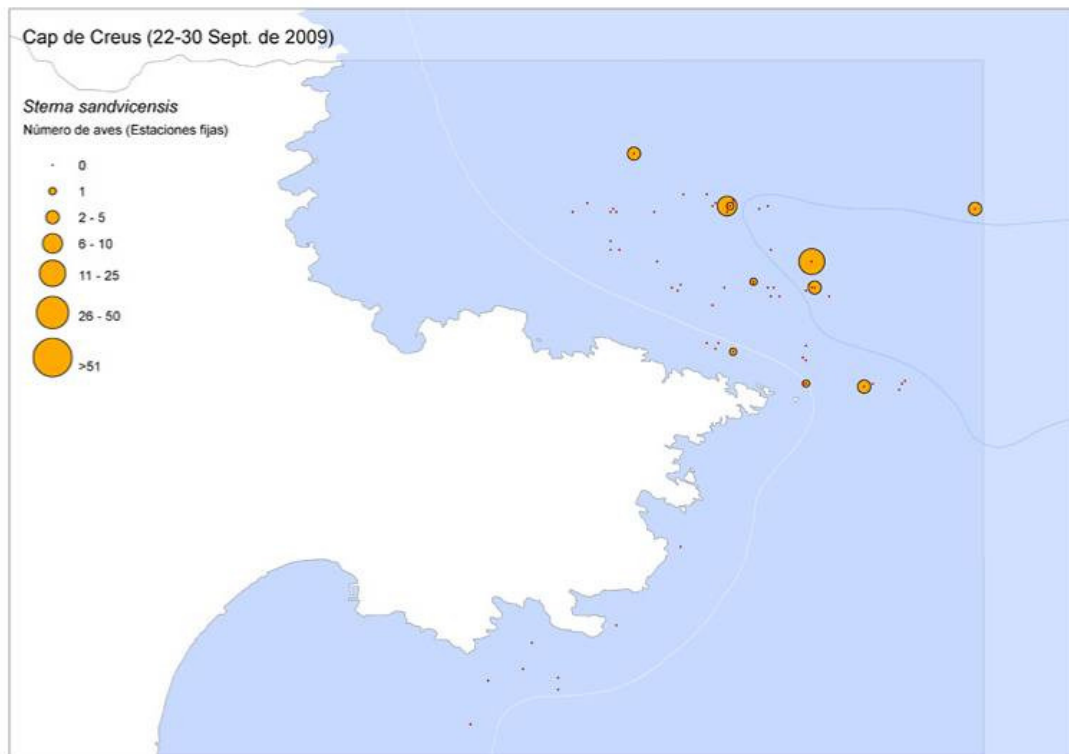 Cap de Creus (22-30 Sept. de 2009)
Sterna sandvicensis
Número de aves (Estaciones fijas)
0
1
2 - 5
6 - 10
11 - 25
26 - 50
>51